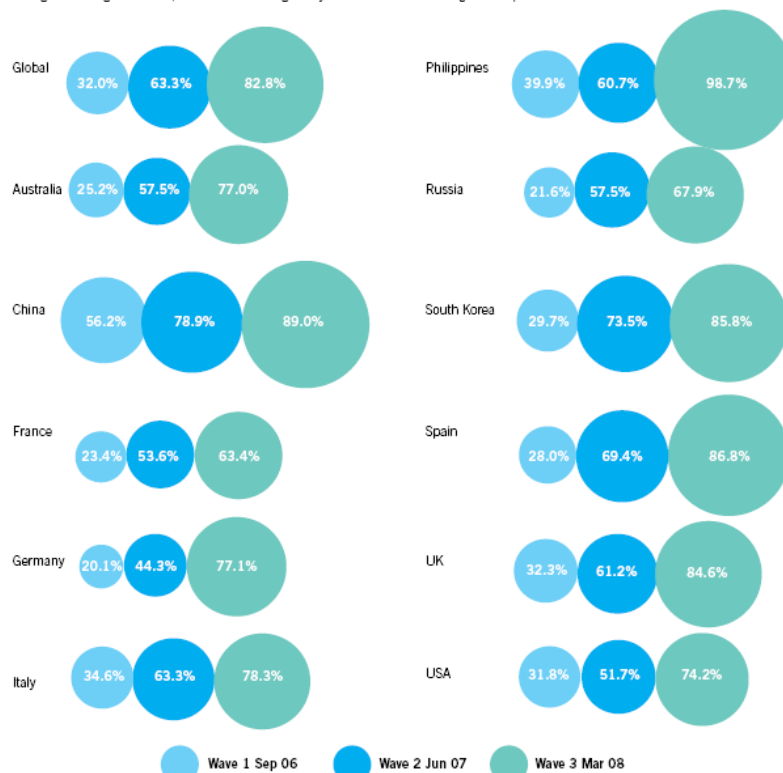 Global
32.0% 63.3% 82.8%
Australia
25.2% 57.5% 77.0%
China
56.2% 78.9% 89.0%
France
23.4% 53.6% 63.4%
Germany
20.1% 44.3% 77.1%
Italy
34.6% 63.3% 78.3%
Philippines
39.9% 60.7% 98.7%
Russia
21.6% 57.5% 67.9%
South Korea
29.7% 73.5% 85.8%
Spain
28.0% 69.4% 86.8%
UK
32.3% 61.2% 84.6%
USA
31.8% 51.7% 74.2%
Wave 1 Sep 06 Wave 2 Jun 07 Wave 3 Mar 08